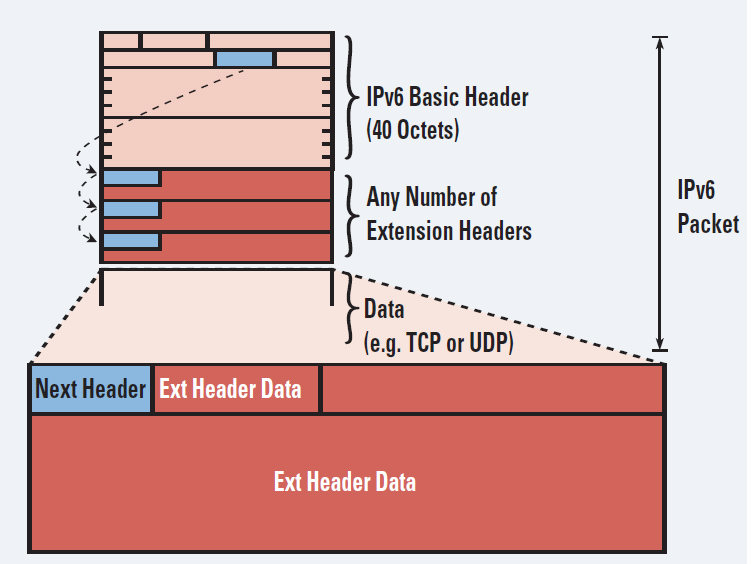 IPv6 Basic Header
(40 Octets)
Any Number of
Extension Headers
IPv6
Packet
Data
(e.g. TCP or UDP)
Next Header
Ext Header Data
Ext Header Data